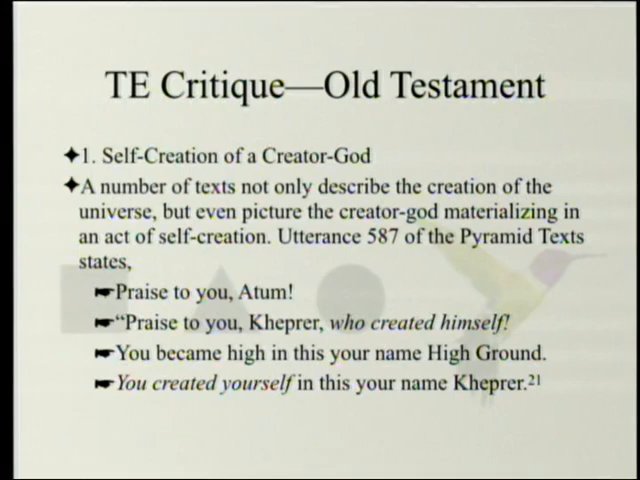 TE Critique—Old Testament
✦1. Self-Creation of a Creator-God
✦A number of texts not only describe the creation of the
universe, but even picture the creator-god materializing in
an act of self-creation. Utterance 587 of the Pyramid Texts
states,
☛Praise to you, Atum!
☛“Praise to you, Kheprer, who created himself!
☛You became high in this your name High Ground.
☛You created yourself in this your name Kheprer.21